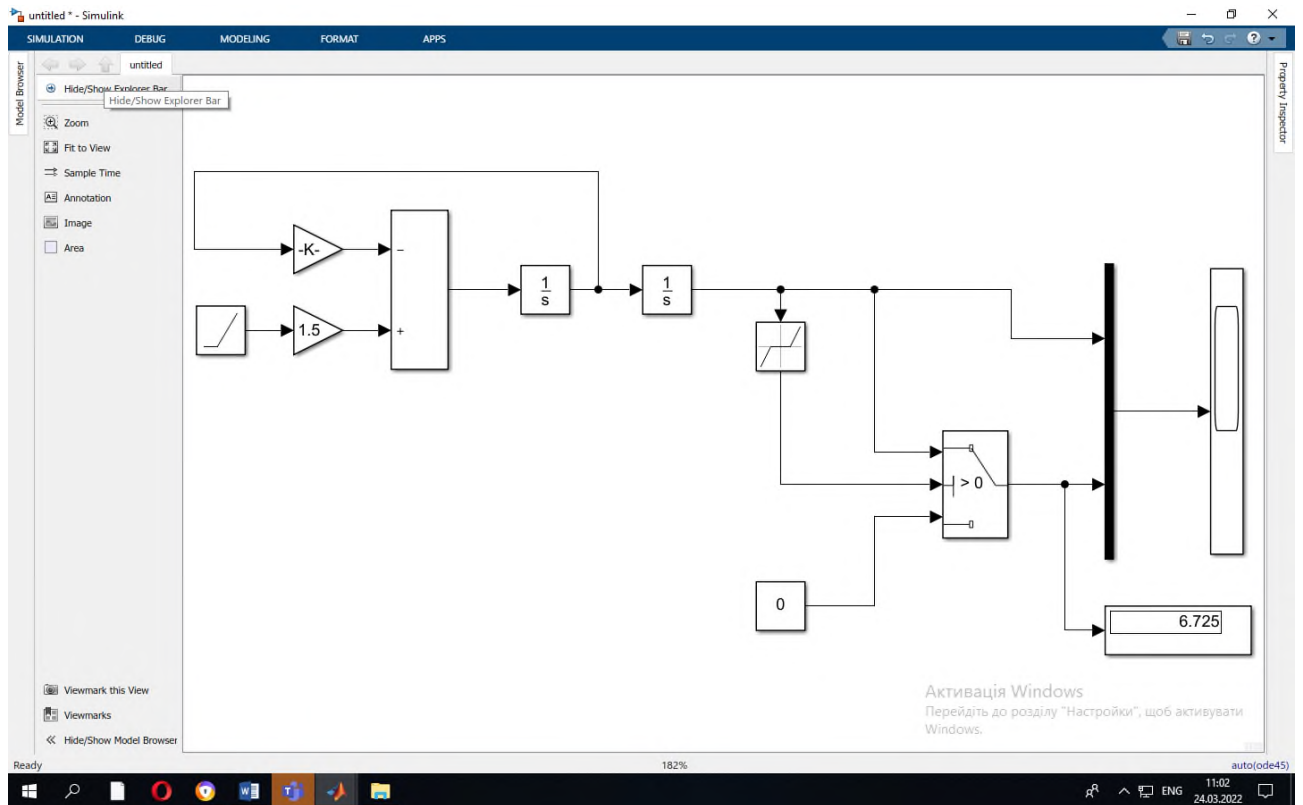 untitled * - Simulink
SIMULATION DEBUG MODELING FORMAT APPS
untitled
Model Browser
Property Inspector
Hide/Show Explorer Bar
Hide/Show Explorer Bar
Zoom
Fit to View
Sample Time
Annotation
Image
Area
-K-
1.5
−
+
1
s
1
s
> 0
0
6.725
Активація Windows
Перейдіть до розділу "Настройки", щоб активувати
Windows.
Viewmark this View
Viewmarks
Hide/Show Model Browser
Ready 182% auto(ode45)
ENG 11:02
24.03.2022